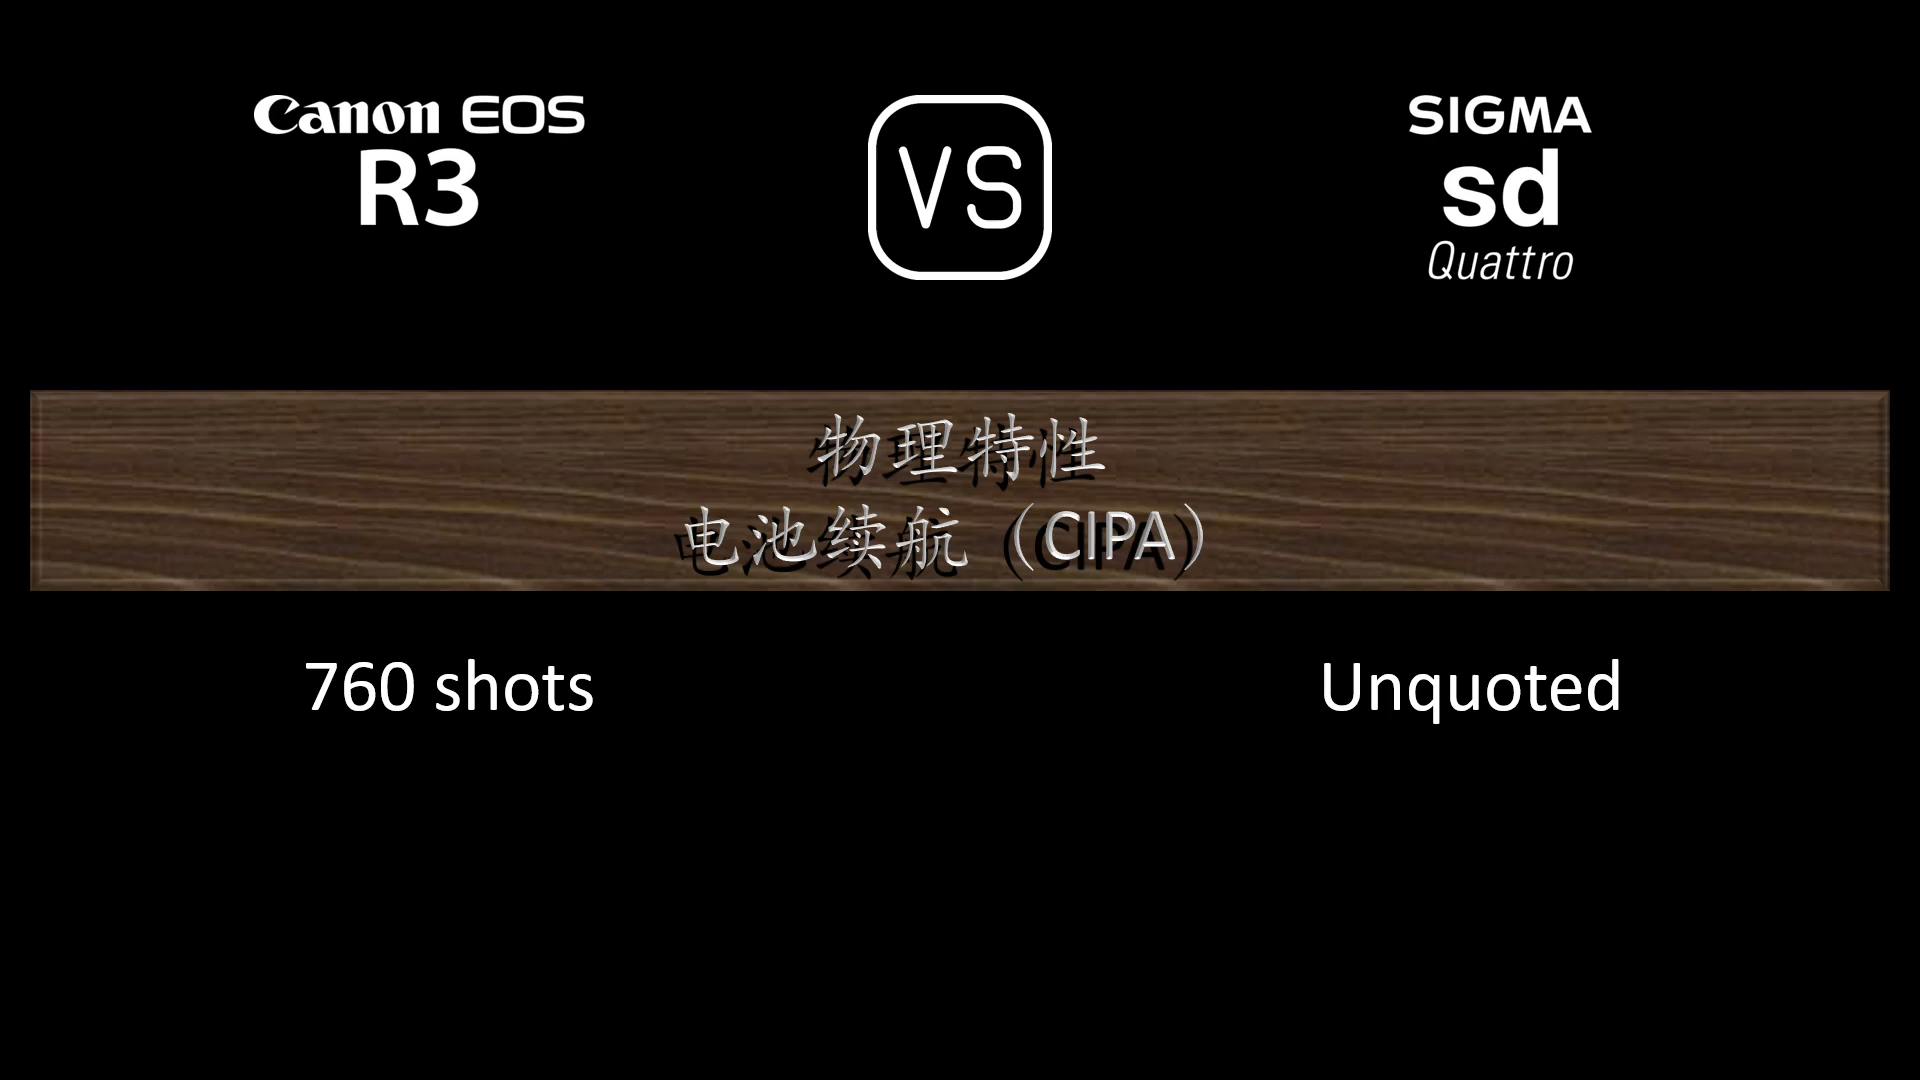 Canon EOS
R3
VS
SIGMA
sd
Quattro
物理特性
电池续航（CIPA）
760 shots
Unquoted